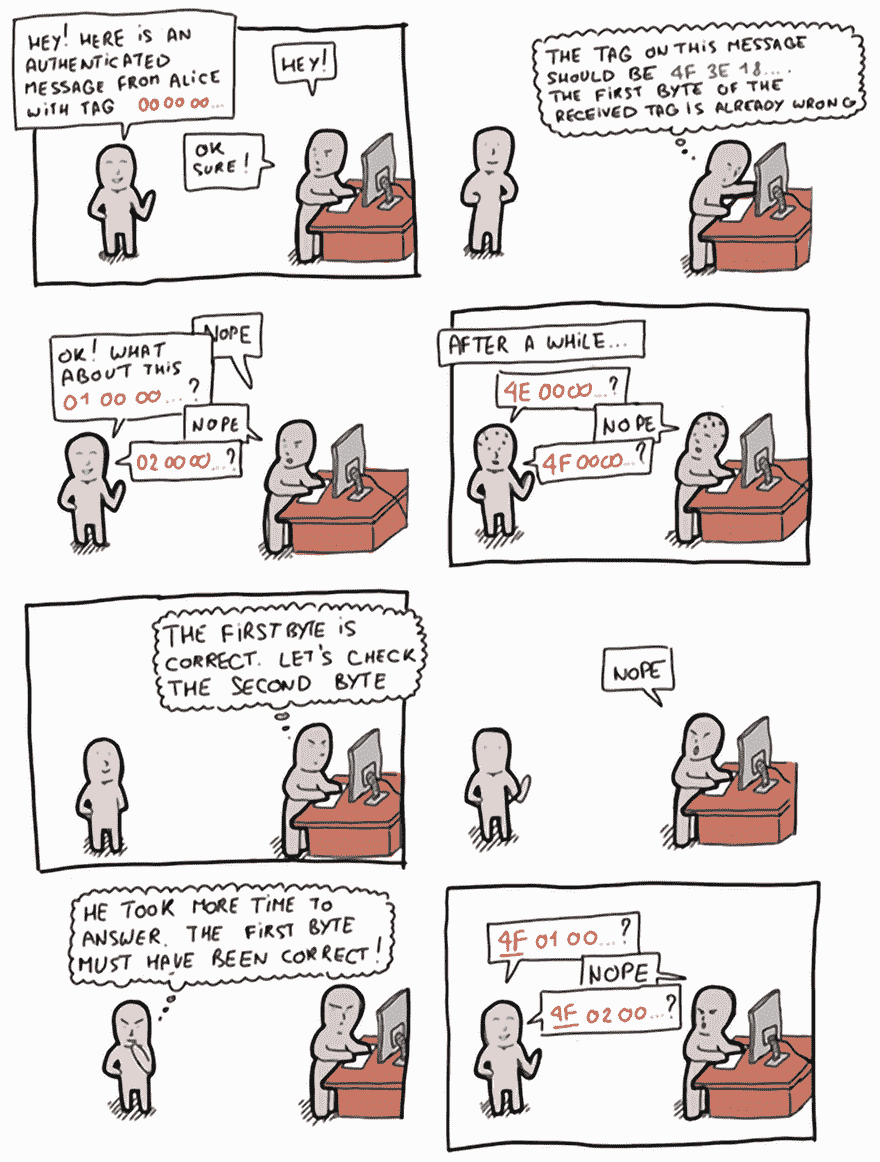 HEY! HERE IS AN
AUTHENTICATED
MESSAGE FROM ALICE
WITH TAG 00 00 00...
HEY!
OK
SURE!
THE TAG ON THIS MESSAGE
SHOULD BE 4F 3E 18....
THE FIRST BYTE OF THE
RECEIVED TAG IS ALREADY WRONG
NOPE
OK! WHAT
ABOUT THIS
01 00 00 ...?
NOPE
02 00 00...?
AFTER A WHILE...
4E 00 00...?
NOPE
4F 00 00...?
THE FIRST BYTE IS
CORRECT. LET'S CHECK
THE SECOND BYTE
NOPE
HE TOOK MORE TIME TO
ANSWER. THE FIRST BYTE
MUST HAVE BEEN CORRECT!
4F 01 00...?
NOPE
4F 02 00...?